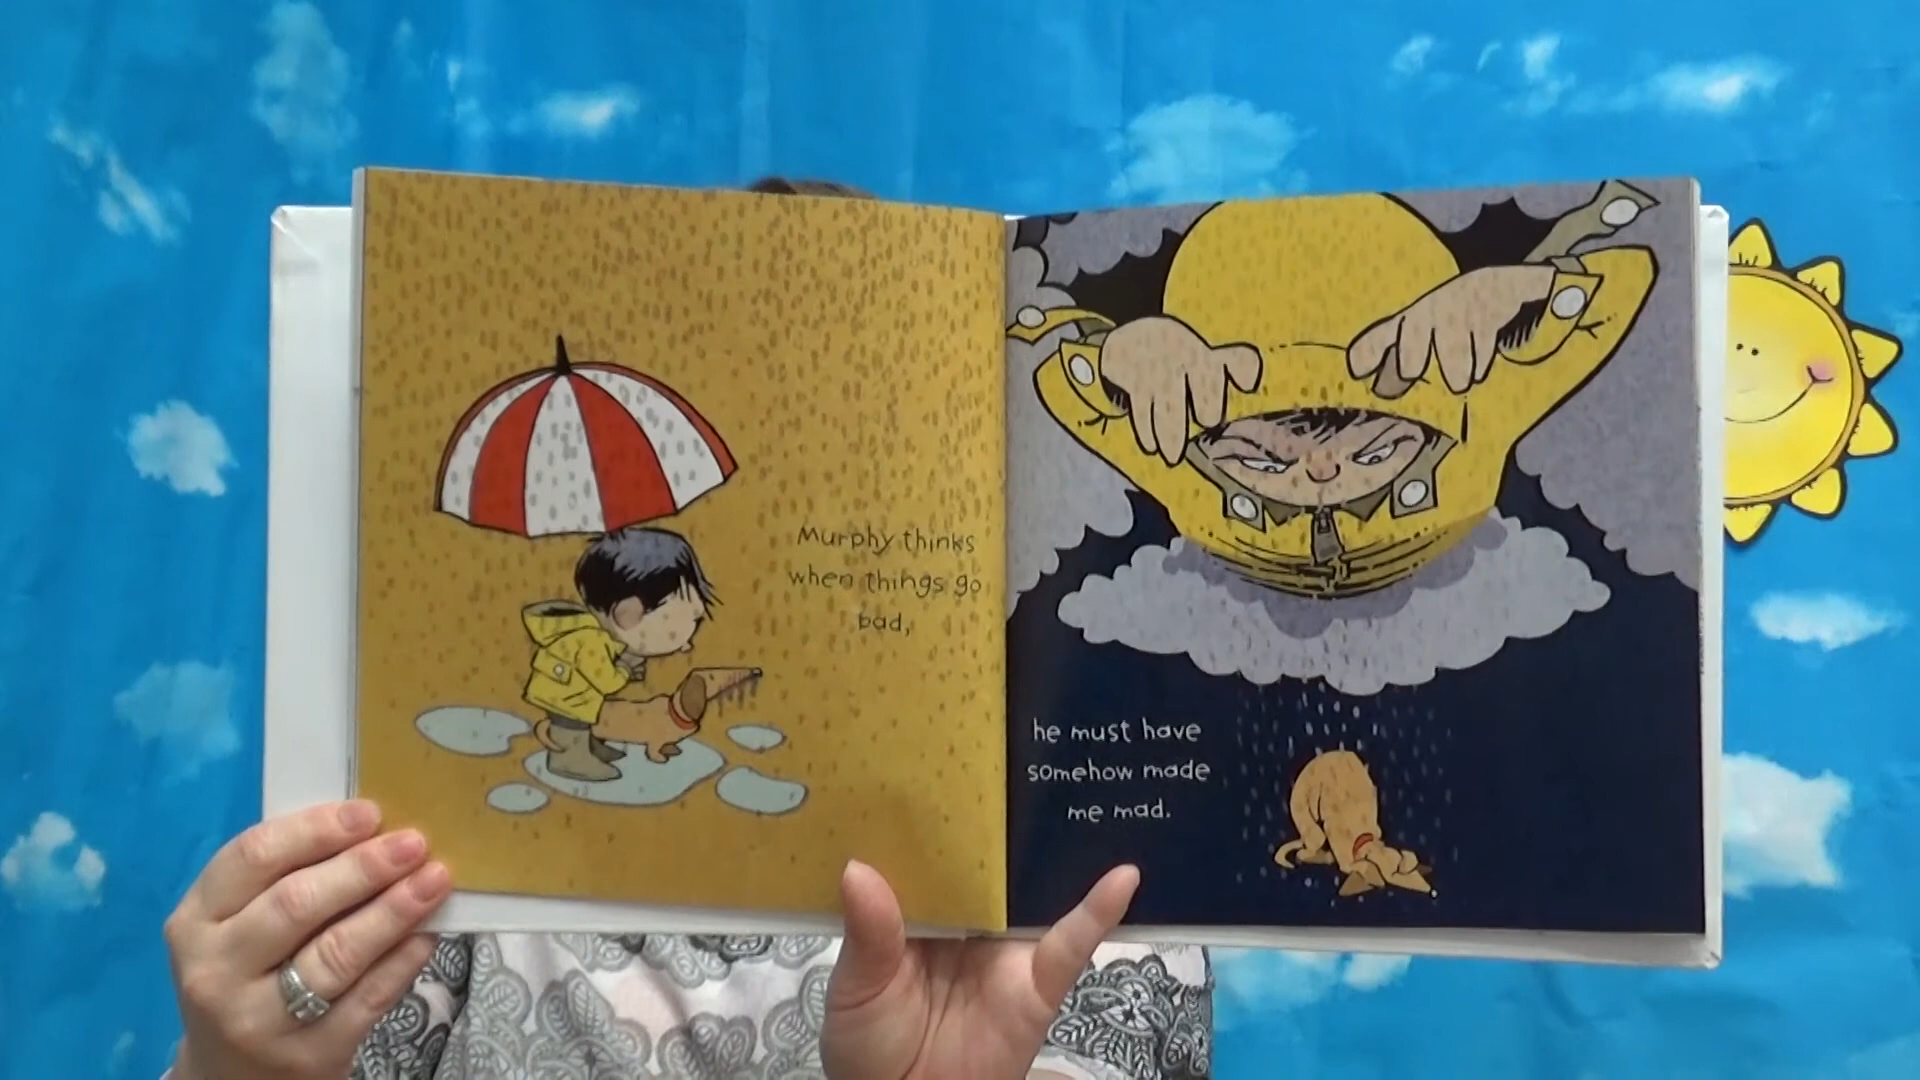 Murphy thinks
when things go
bad,
he must have
somehow made
me mad.